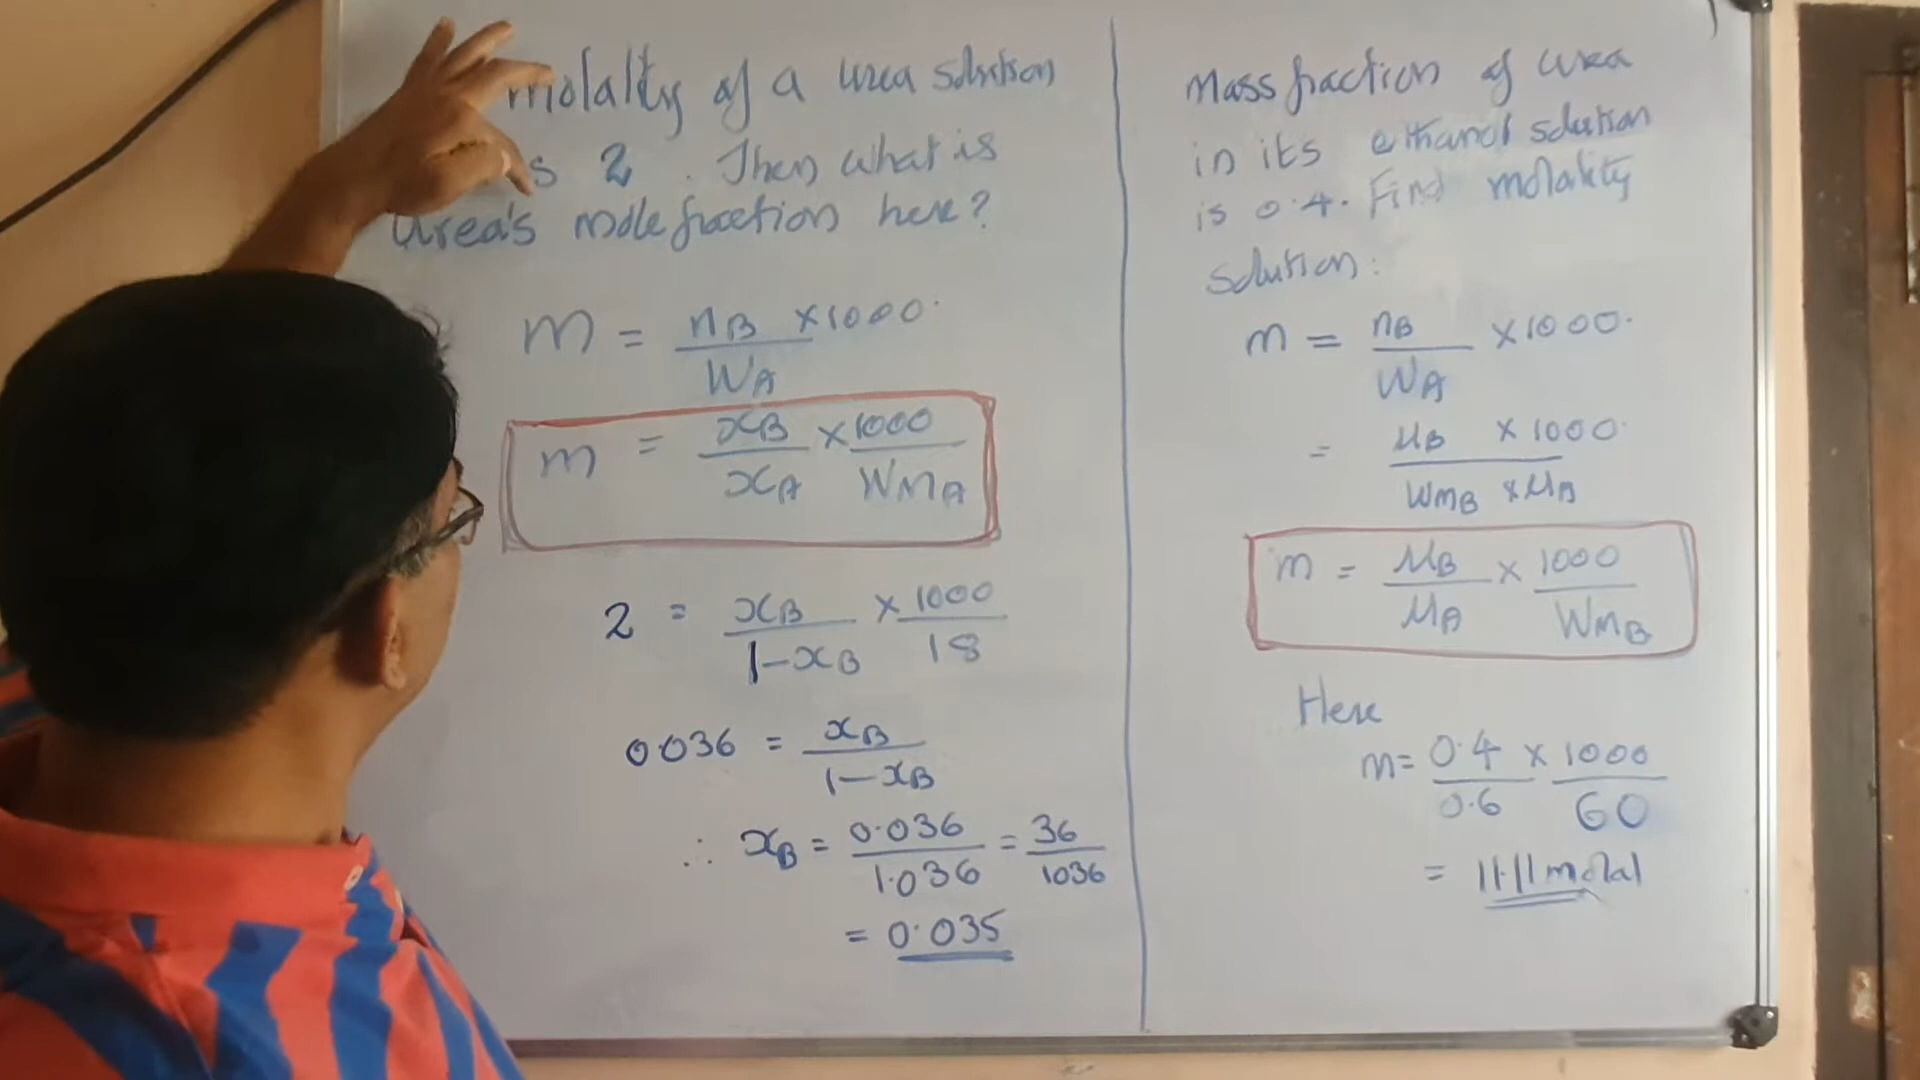 molality of a urea solution
is 2. Then what is
Urea's mole fraction here?
m = nB/WA ×1000.
m = xB/xA × 1000/WMA
2 = xB/1-xB × 1000/18
0.036 = xB/1-xB
∴ xB = 0.036/1.036 = 36/1036
= 0.035
Mass fraction of urea
in its ethanol solution
is 0.4. Find molality
Solution:
m = nB/WA ×1000.
= μB ×1000. / WMB ×μA
m = μB/μA × 1000/WMB
Here
m= 0.4/0.6 × 1000/60
= 11.11 molal